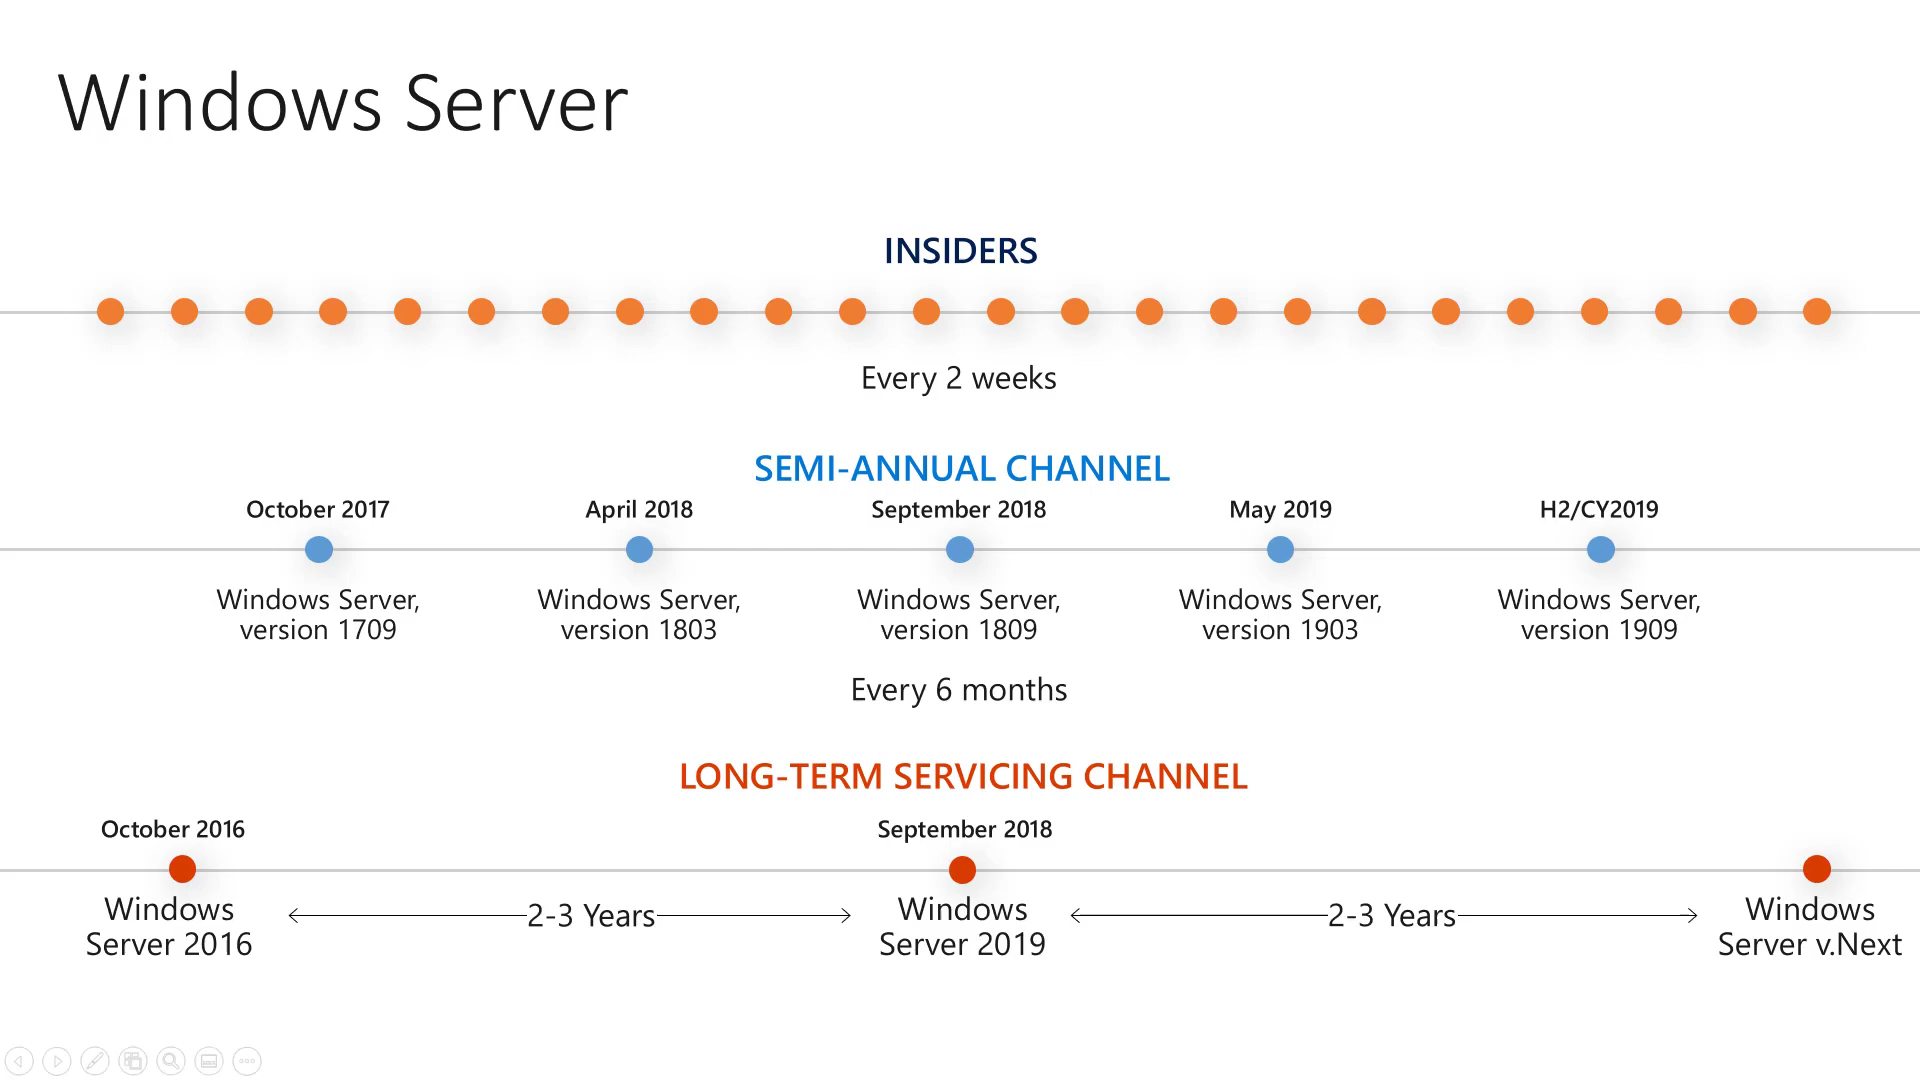 Windows Server
INSIDERS
Every 2 weeks
SEMI-ANNUAL CHANNEL
October 2017
April 2018
September 2018
May 2019
H2/CY2019
Windows Server,
version 1709
Windows Server,
version 1803
Windows Server,
version 1809
Windows Server,
version 1903
Windows Server,
version 1909
Every 6 months
LONG-TERM SERVICING CHANNEL
October 2016
September 2018
Windows
Server 2016
2-3 Years
Windows
Server 2019
2-3 Years
Windows
Server v.Next